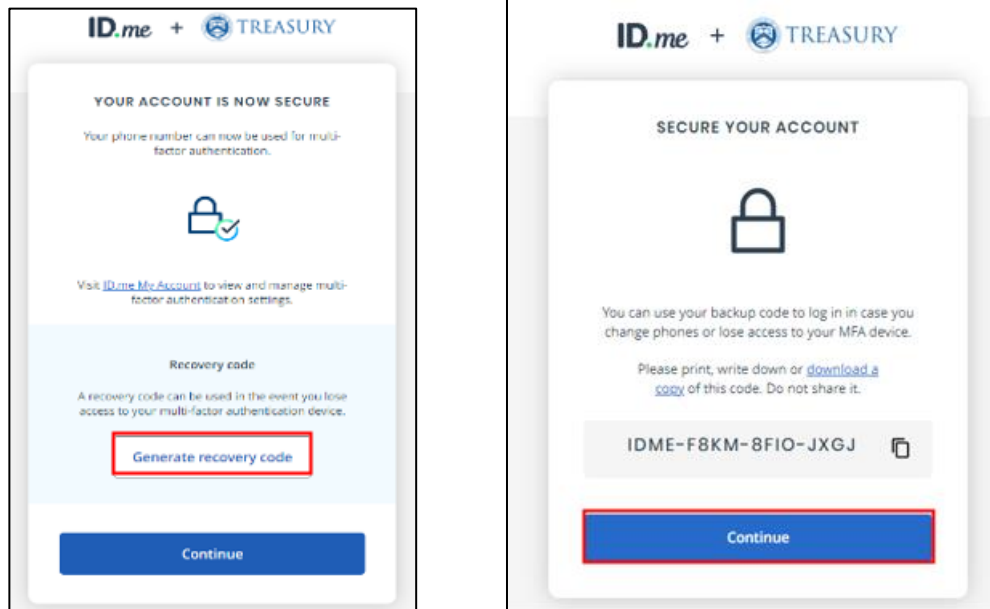 ID.me + TREASURY
YOUR ACCOUNT IS NOW SECURE
Your phone number can now be used for multi-
factor authentication.
Visit ID.me My Account to view and manage multi-
factor authentication settings.
Recovery code
A recovery code can be used in the event you lose
access to your multi-factor authentication device.
Generate recovery code
Continue
ID.me + TREASURY
SECURE YOUR ACCOUNT
You can use your backup code to log in in case you
change phones or lose access to your MFA device.
Please print, write down or download a
copy of this code. Do not share it.
IDME-F8KM-8FIO-JXGJ
Continue